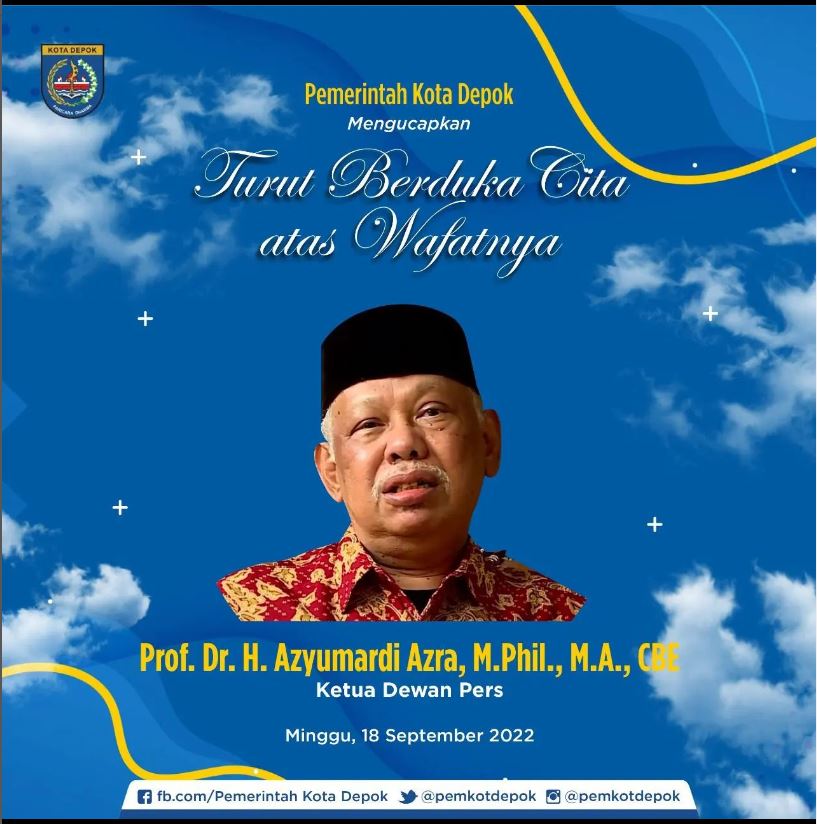 KOTA DEPOK
Pemerintah Kota Depok
Mengucapkan
Turut Berduka Cita
atas Wafatnya
Prof. Dr. H. Azyumardi Azra, M.Phil., M.A., CBE
Ketua Dewan Pers
Minggu, 18 September 2022
fb.com/Pemerintah Kota Depok @pemkotdepok @pemkotdepok